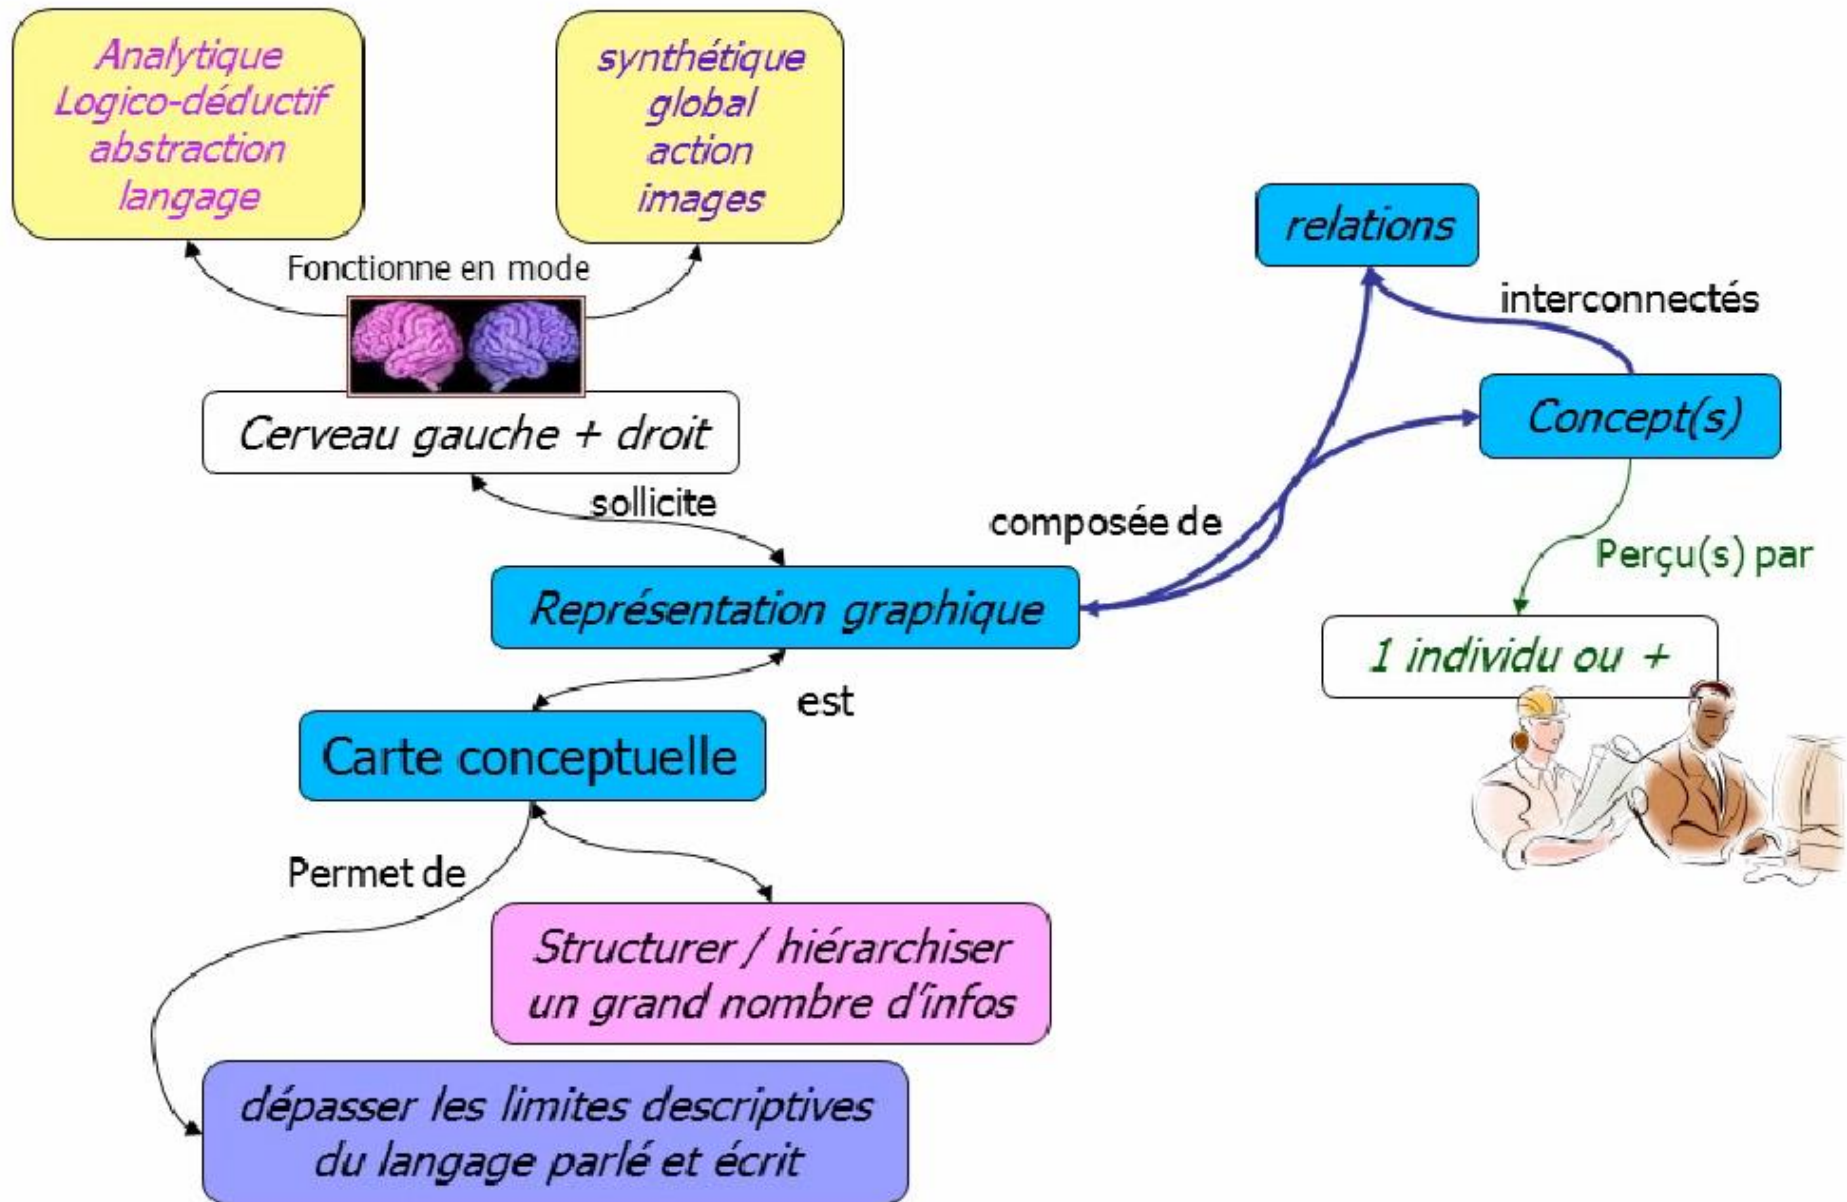 Analytique
Logico-déductif
abstraction
langage
synthétique
global
action
images
Fonctionne en mode
Cerveau gauche + droit
sollicite
Représentation graphique
composée de
relations
interconnectés
Concept(s)
Perçu(s) par
1 individu ou +
est
Carte conceptuelle
Permet de
Structurer / hiérarchiser
un grand nombre d'infos
dépasser les limites descriptives
du langage parlé et écrit